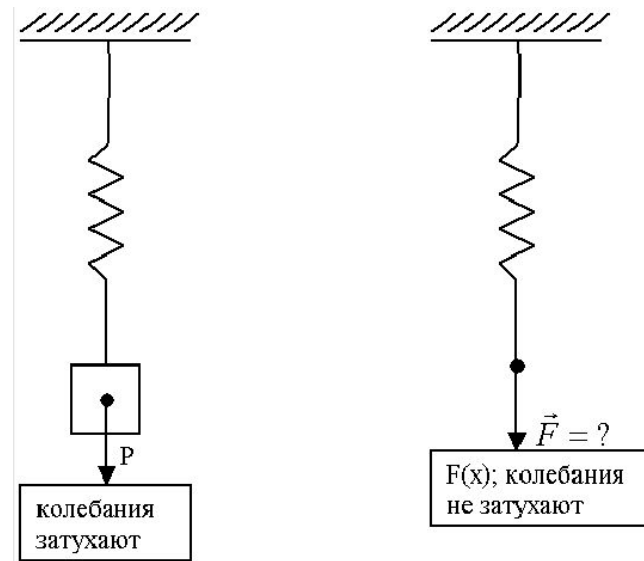 P
колебания
затухают
F⃗ = ?
F(x); колебания
не затухают